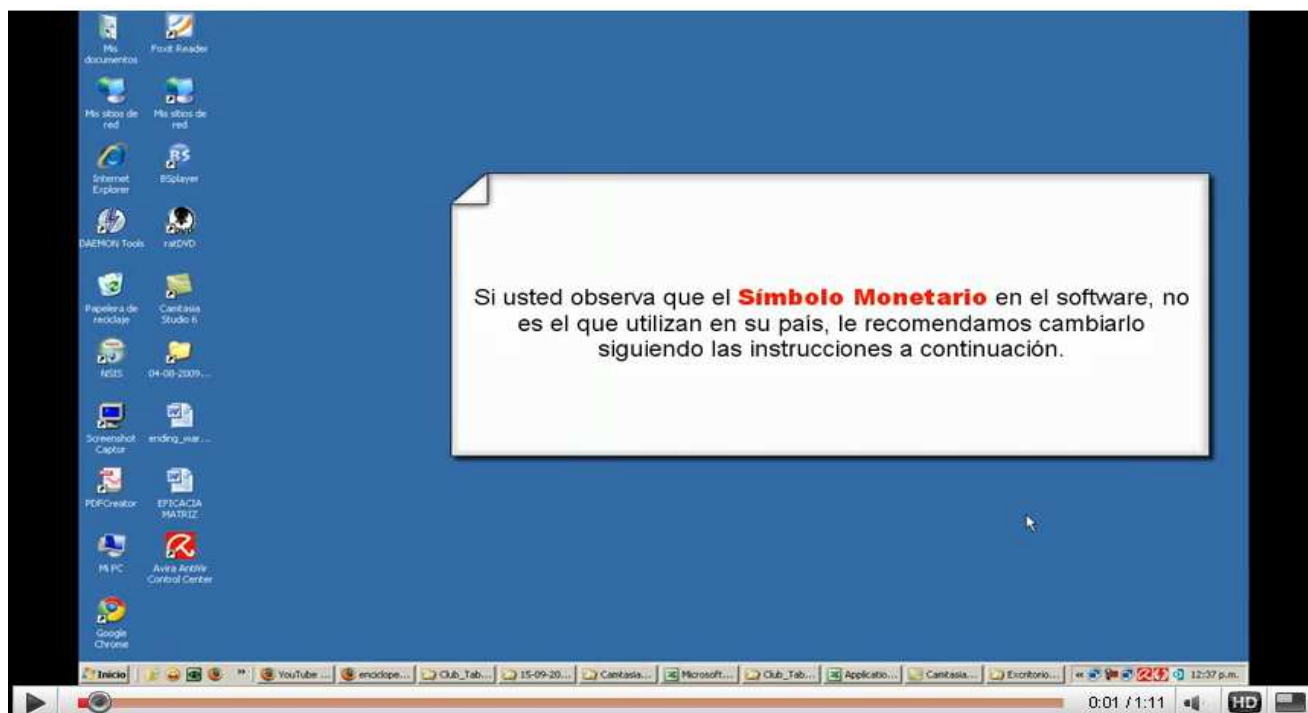 Mis documentos
Foxit Reader
Mis sitios de red
Mis sitios de red
Internet Explorer
BSplayer
DAEMON Tools
ratDVD
Papelera de reciclaje
Camtasia Studio 6
NSIS
04-08-2009...
Screenshot Captor
ending_war...
PDFCreator
EFICACIA MATRIZ
Mi PC
Avira AntiVir Control Center
Google Chrome
Si usted observa que el Símbolo Monetario en el software, no
es el que utilizan en su país, le recomendamos cambiarlo
siguiendo las instrucciones a continuación.
Inicio
YouTube ...
enciclope...
Club_Tab...
15-09-20...
Camtasia...
Microsoft...
Club_Tab...
Applicatio...
Camtasia...
Escritorio...
12:37 p.m.
0:01 / 1:11
HD